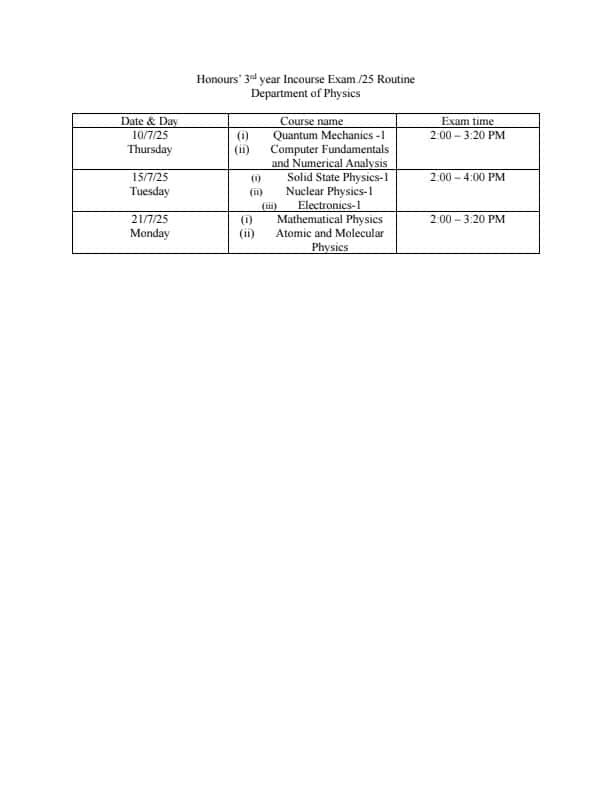 Honours' 3rd year Incourse Exam /25 Routine
Department of Physics
Date & Day Course name Exam time
10/7/25 (i) Quantum Mechanics -1 2:00 – 3:20 PM
Thursday (ii) Computer Fundamentals
and Numerical Analysis
15/7/25 (i) Solid State Physics-1 2:00 – 4:00 PM
Tuesday (ii) Nuclear Physics-1
(iii) Electronics-1
21/7/25 (i) Mathematical Physics 2:00 – 3:20 PM
Monday (ii) Atomic and Molecular
Physics